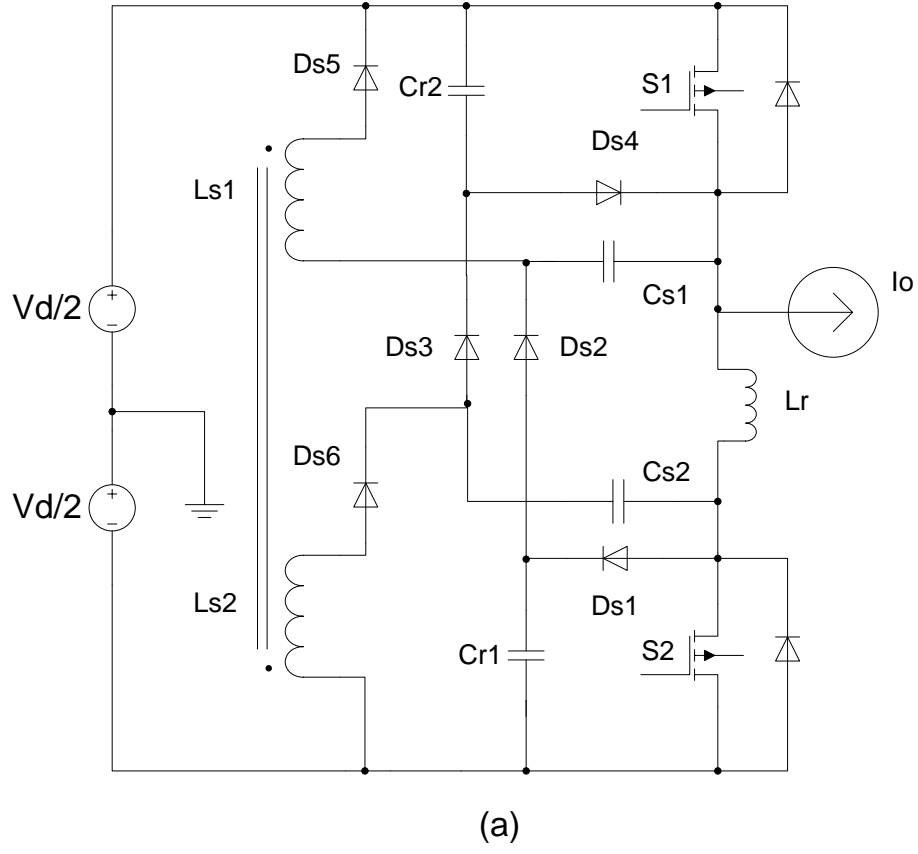 Ds5
Cr2
S1
Ds4
Ls1
Cs1
Io
Vd/2
+
−
Ds3
Ds2
Lr
Ds6
Cs2
Vd/2
+
−
Ls2
Ds1
Cr1
S2
(a)